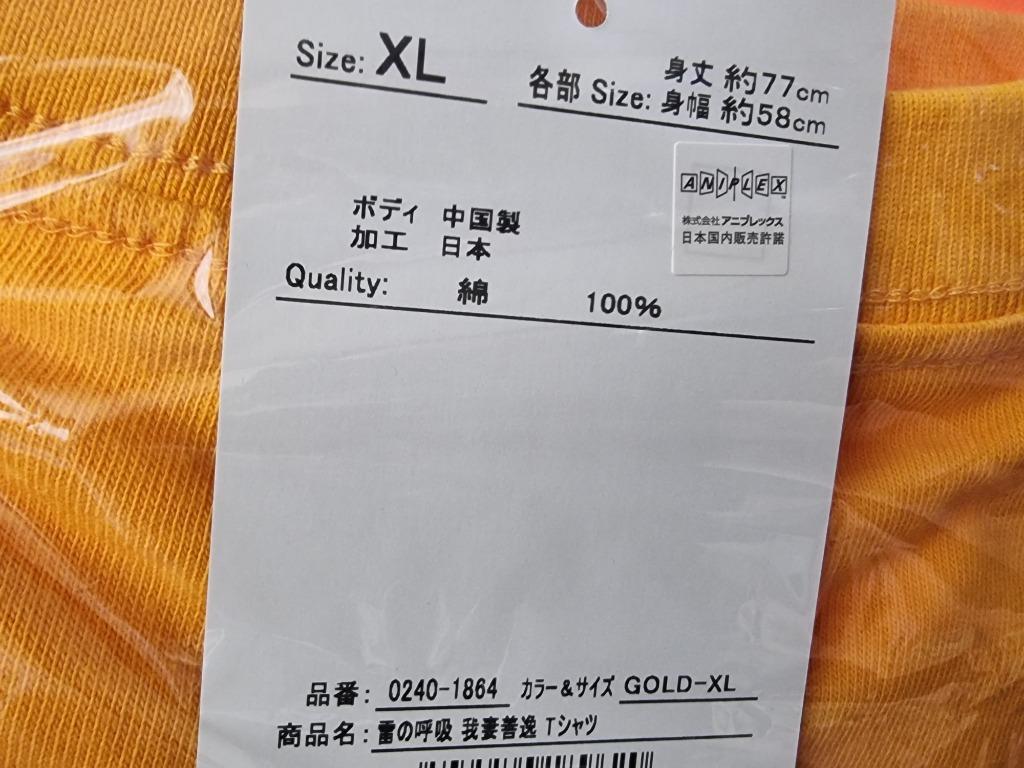 Size: XL
各部 Size: 身丈 約77cm
身幅 約58cm
ANIPLEX
株式会社 アニプレックス
日本国内販売許諾
ボディ 中国製
加工 日本
Quality: 綿 100%
品番: 0240-1864 カラー&サイズ GOLD-XL
商品名: 雷の呼吸 我妻善逸 Tシャツ